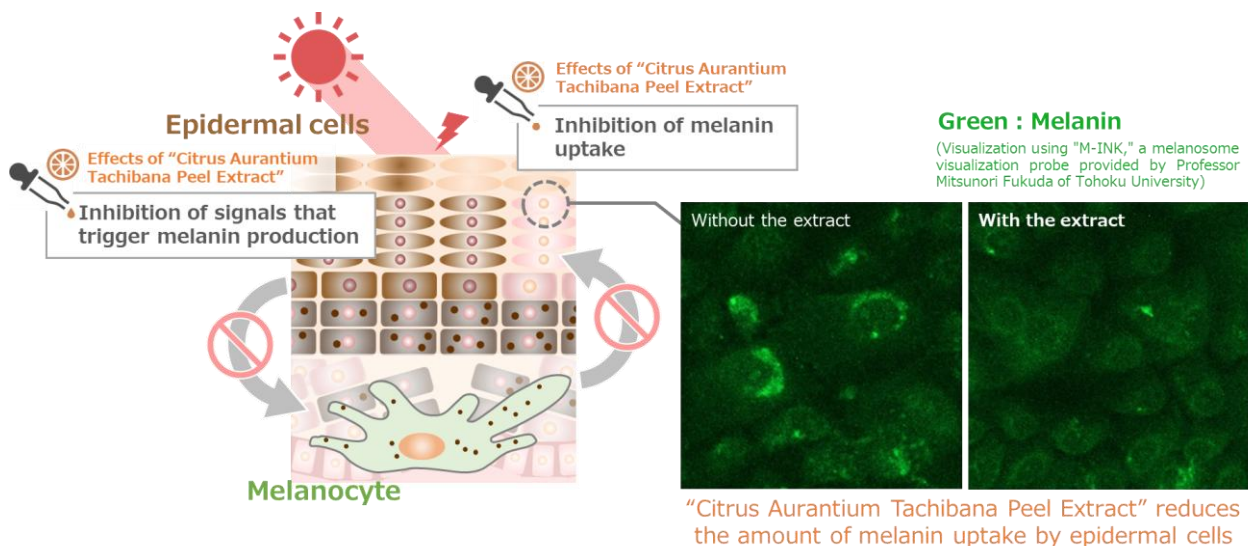 Effects of “Citrus Aurantium
Tachibana Peel Extract”
Inhibition of melanin
uptake
Epidermal cells
Effects of “Citrus Aurantium
Tachibana Peel Extract”
Inhibition of signals that
trigger melanin production
Melanocyte
Green : Melanin
(Visualization using "M-INK," a melanosome
visualization probe provided by Professor
Mitsunori Fukuda of Tohoku University)
Without the extract
With the extract
“Citrus Aurantium Tachibana Peel Extract” reduces
the amount of melanin uptake by epidermal cells